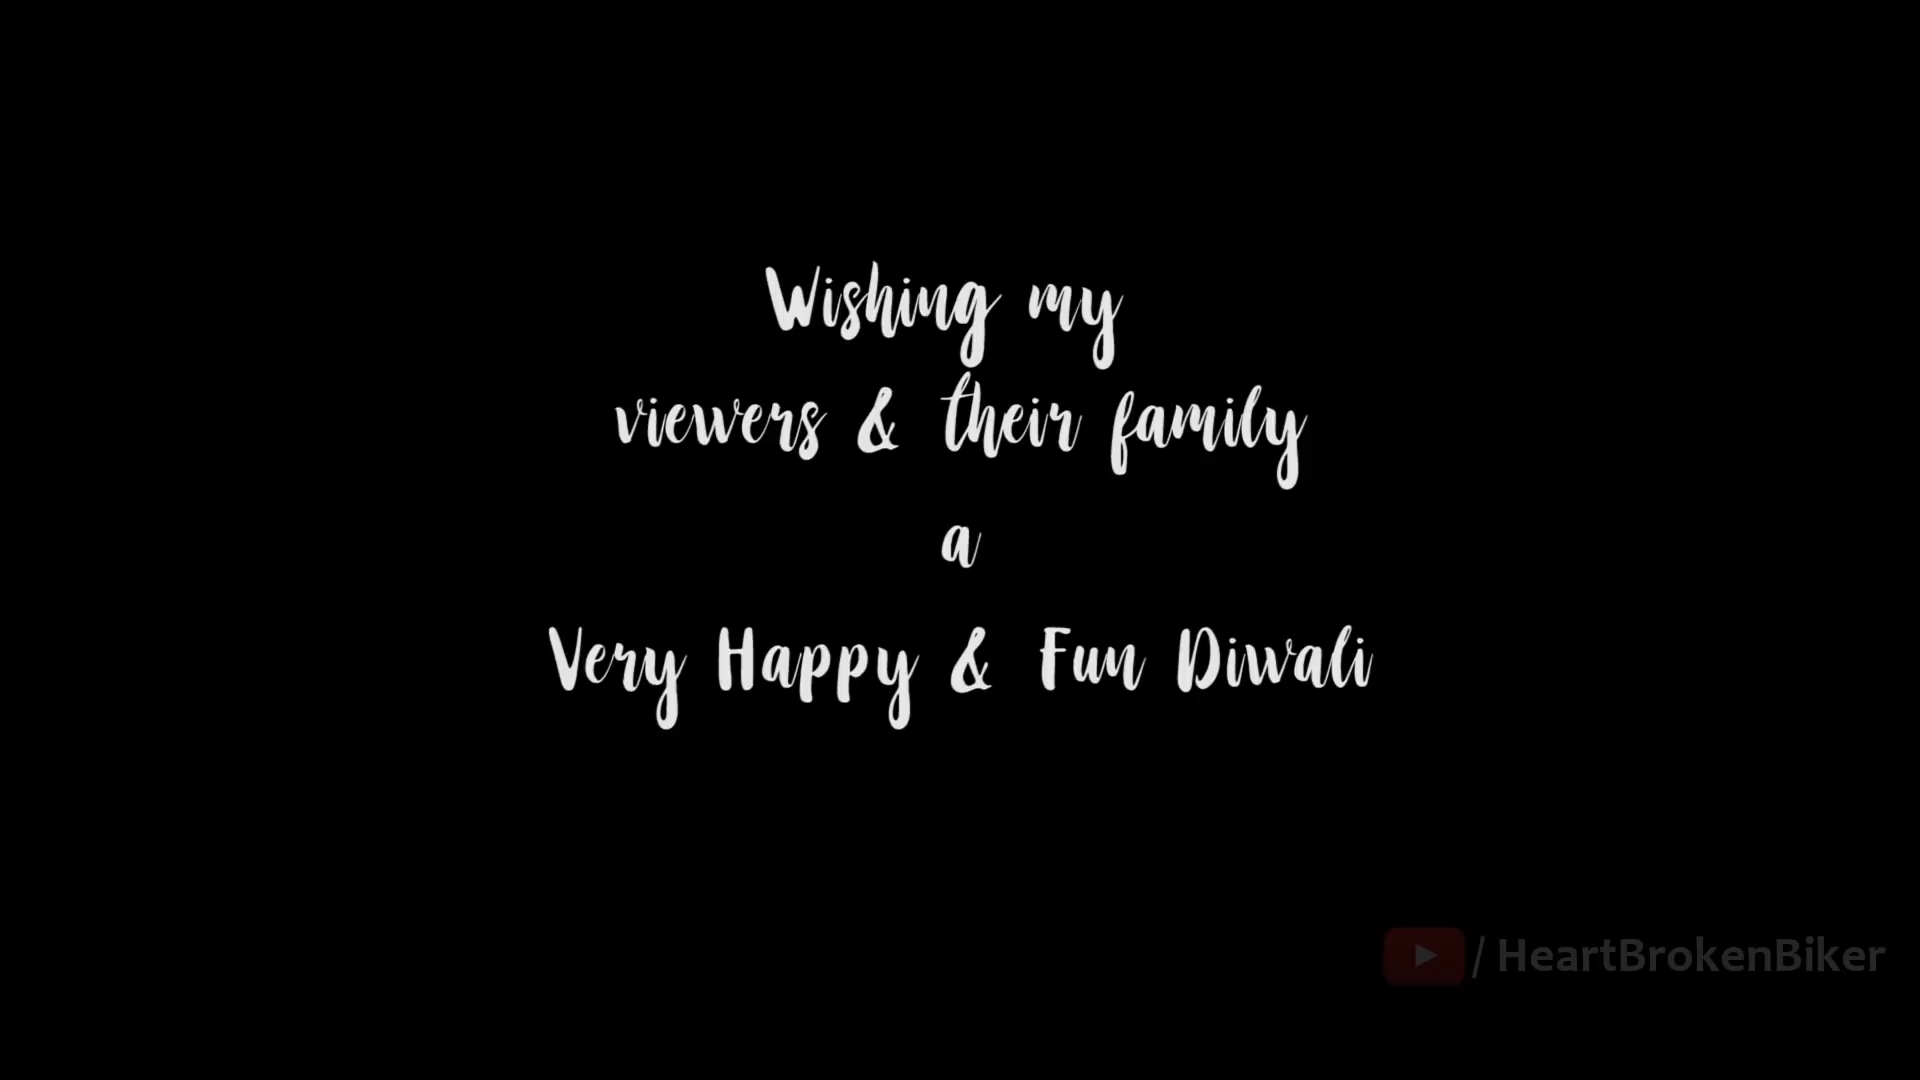 Wishing my
viewers & their family
a
Very Happy & Fun Diwali
/ HeartBrokenBiker